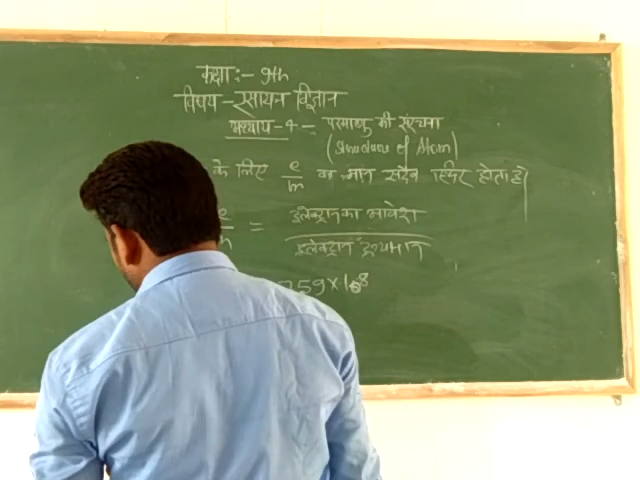 कक्षा:- 9th
विषय - रसायन विज्ञान
अध्याय - 4 - परमाणु की संरचना
(Structure of Atom)
के लिए e/m का मान सदैव स्थिर होता है|
e/m = इलेक्ट्रान का आवेश / इलेक्ट्रान द्रव्यमान
759×10⁸